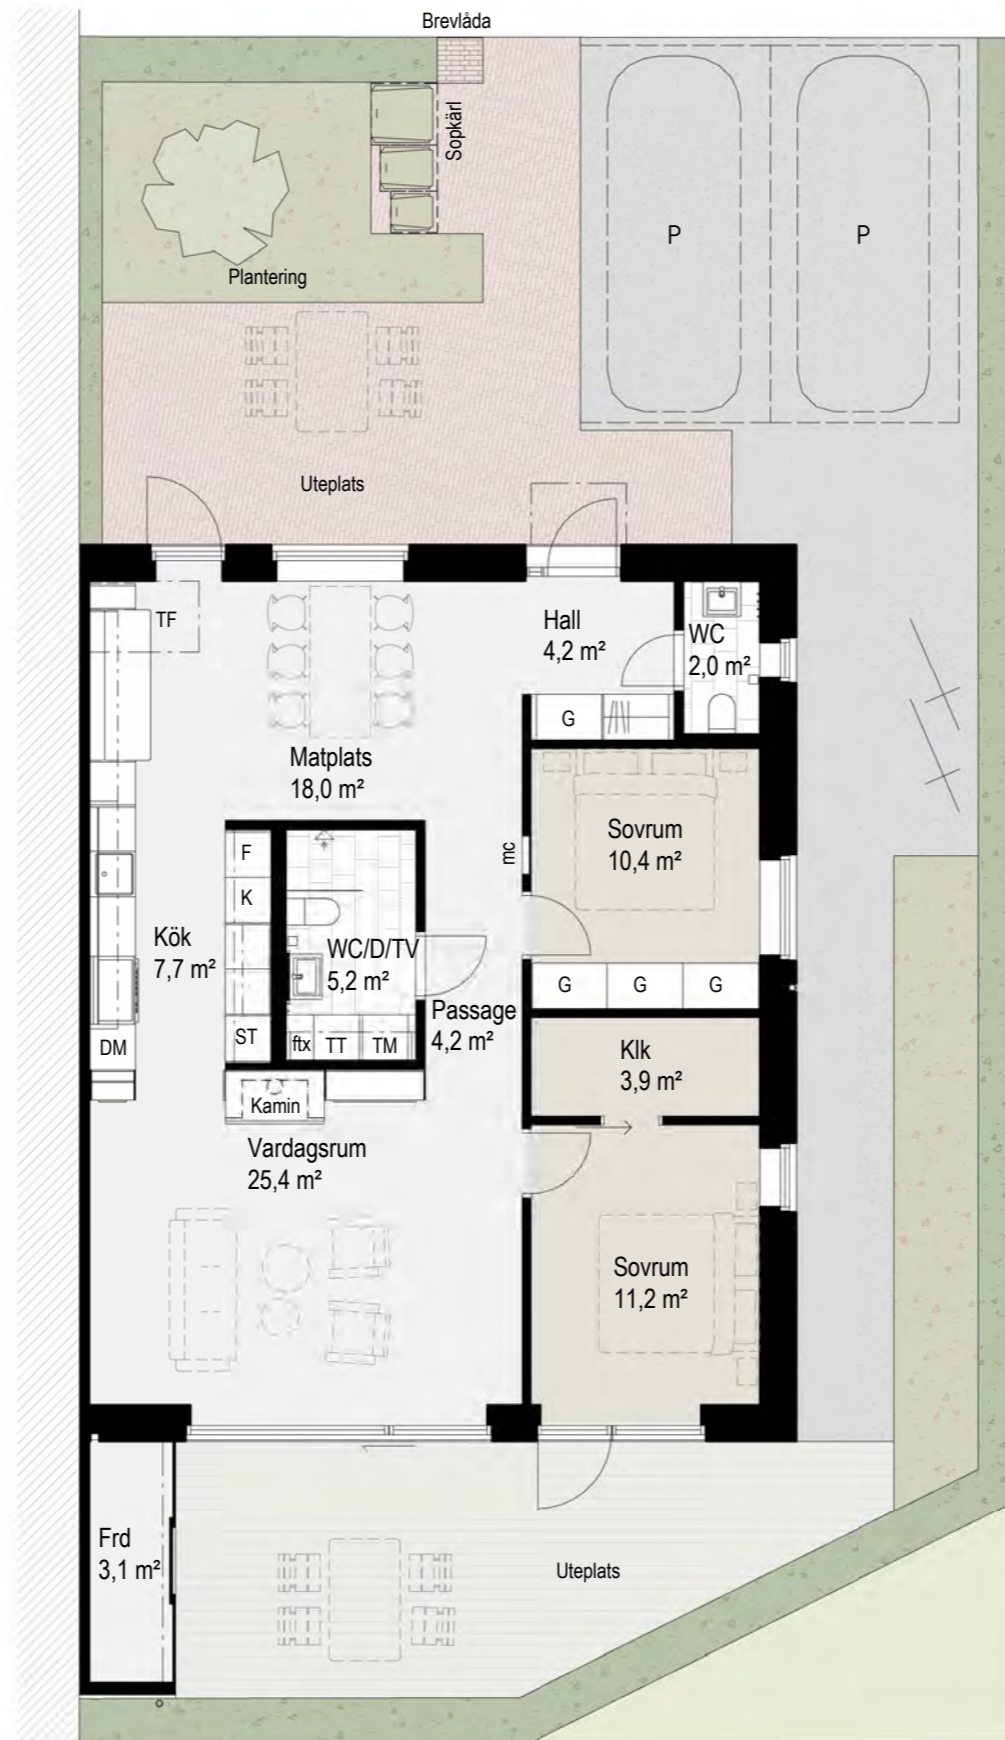 Brevlåda
Sopkärl
P
P
Plantering
Uteplats
TF
Hall
4,2 m²
WC
2,0 m²
G
Matplats
18,0 m²
mc
Sovrum
10,4 m²
F
K
Kök
7,7 m²
WC/D/TV
5,2 m²
G
G
G
Passage
4,2 m²
DM
ST
ftx
TT
TM
Klk
3,9 m²
Kamin
Vardagsrum
25,4 m²
Sovrum
11,2 m²
Frd
3,1 m²
Uteplats